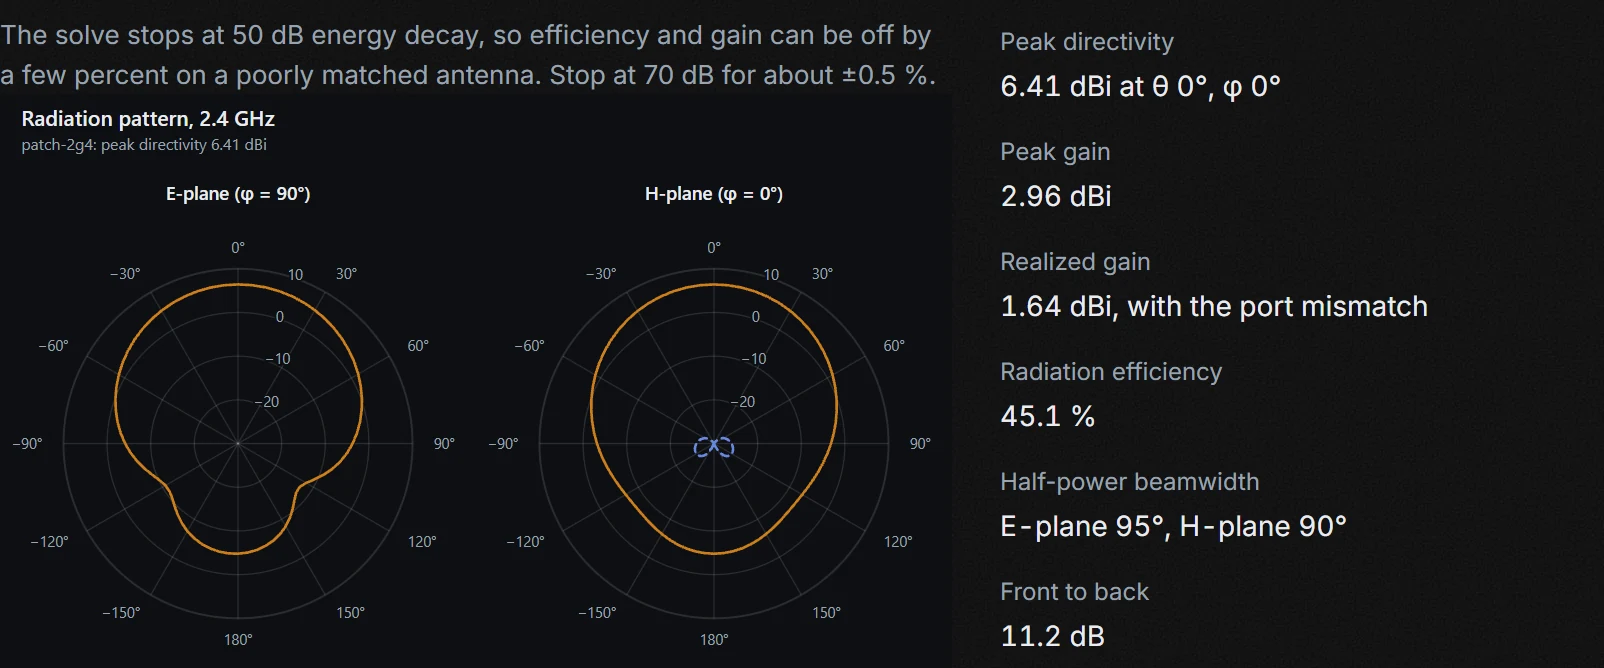 The solve stops at 50 dB energy decay, so efficiency and gain can be off by
a few percent on a poorly matched antenna. Stop at 70 dB for about ±0.5 %.
Radiation pattern, 2.4 GHz
patch-2g4: peak directivity 6.41 dBi
E-plane (φ = 90°)
0°
−30°
10
30°
0
−60°
60°
−10
−20
−90°
90°
−120°
120°
−150°
150°
180°
H-plane (φ = 0°)
0°
−30°
10
30°
0
−60°
60°
−10
−20
−90°
90°
−120°
120°
−150°
150°
180°
Peak directivity
6.41 dBi at θ 0°, φ 0°
Peak gain
2.96 dBi
Realized gain
1.64 dBi, with the port mismatch
Radiation efficiency
45.1 %
Half-power beamwidth
E-plane 95°, H-plane 90°
Front to back
11.2 dB